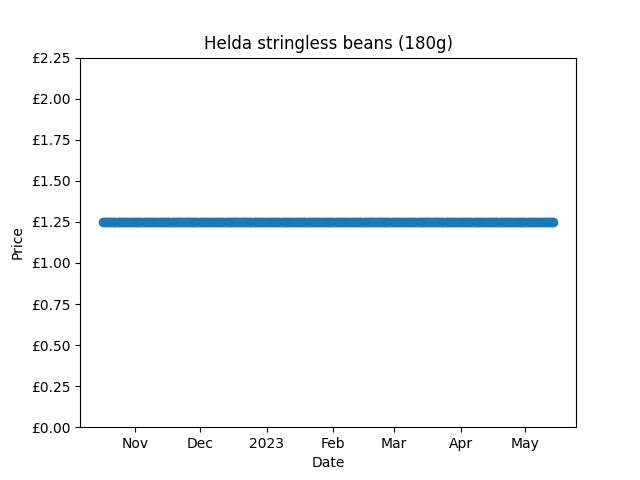 Helda stringless beans (180g)
£2.25
£2.00
£1.75
£1.50
£1.25
£1.00
£0.75
£0.50
£0.25
£0.00
Price
Nov Dec 2023 Feb Mar Apr May
Date